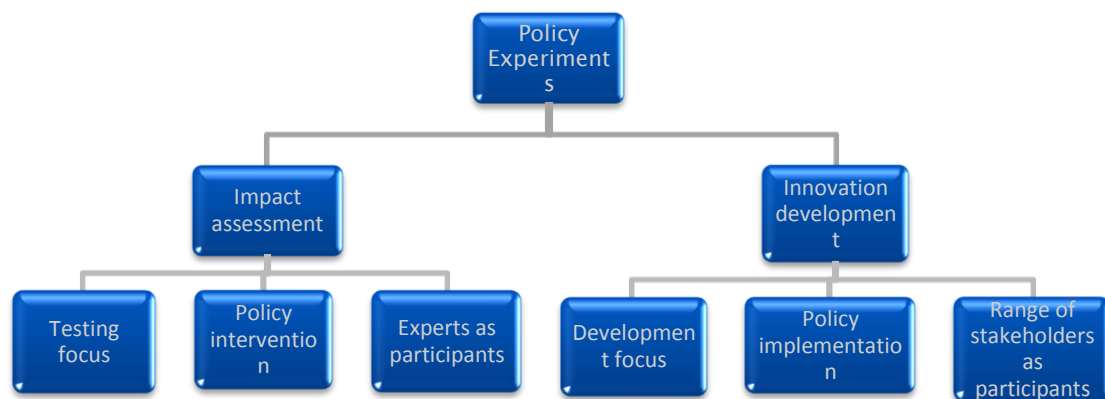 Policy
Experiment
s
Impact
assessment
Innovation
developmen
t
Testing
focus
Policy
interventio
n
Experts as
participants
Developmen
t focus
Policy
implementatio
n
Range of
stakeholders
as
participants